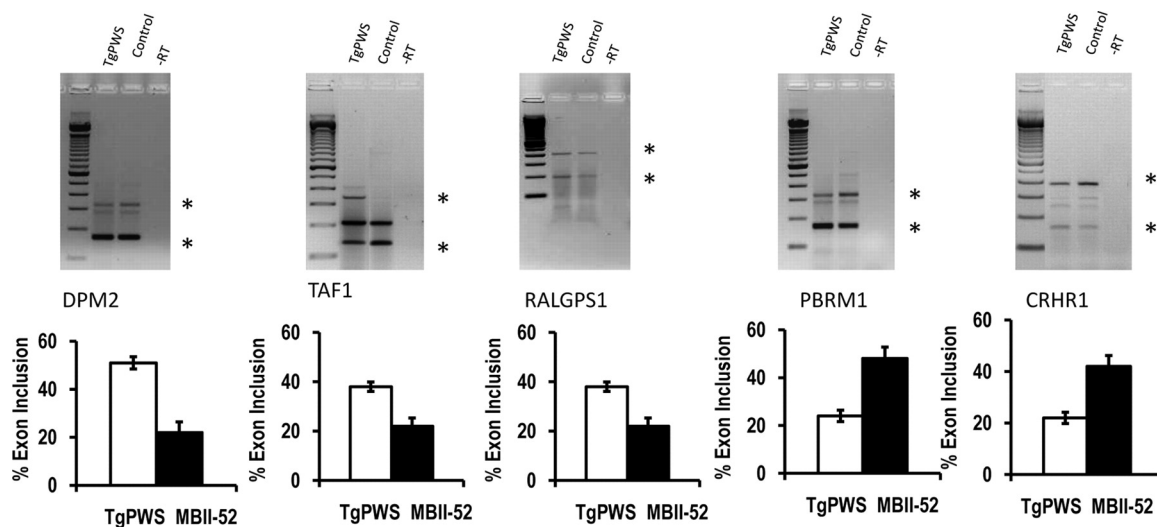 TgPWS Control -RT
TgPWS Control -RT
TgPWS Control -RT
TgPWS Control -RT
TgPWS Control -RT
*
*
*
*
*
*
*
*
*
*
DPM2
TAF1
RALGPS1
PBRM1
CRHR1
% Exon Inclusion
60
40
20
0
TgPWS MBII-52
% Exon Inclusion
60
40
20
0
TgPWS MBII-52
% Exon Inclusion
60
40
20
0
TgPWS MBII-52
% Exon Inclusion
60
40
20
0
TgPWS MBII-52
% Exon Inclusion
60
40
20
0
TgPWS MBII-52